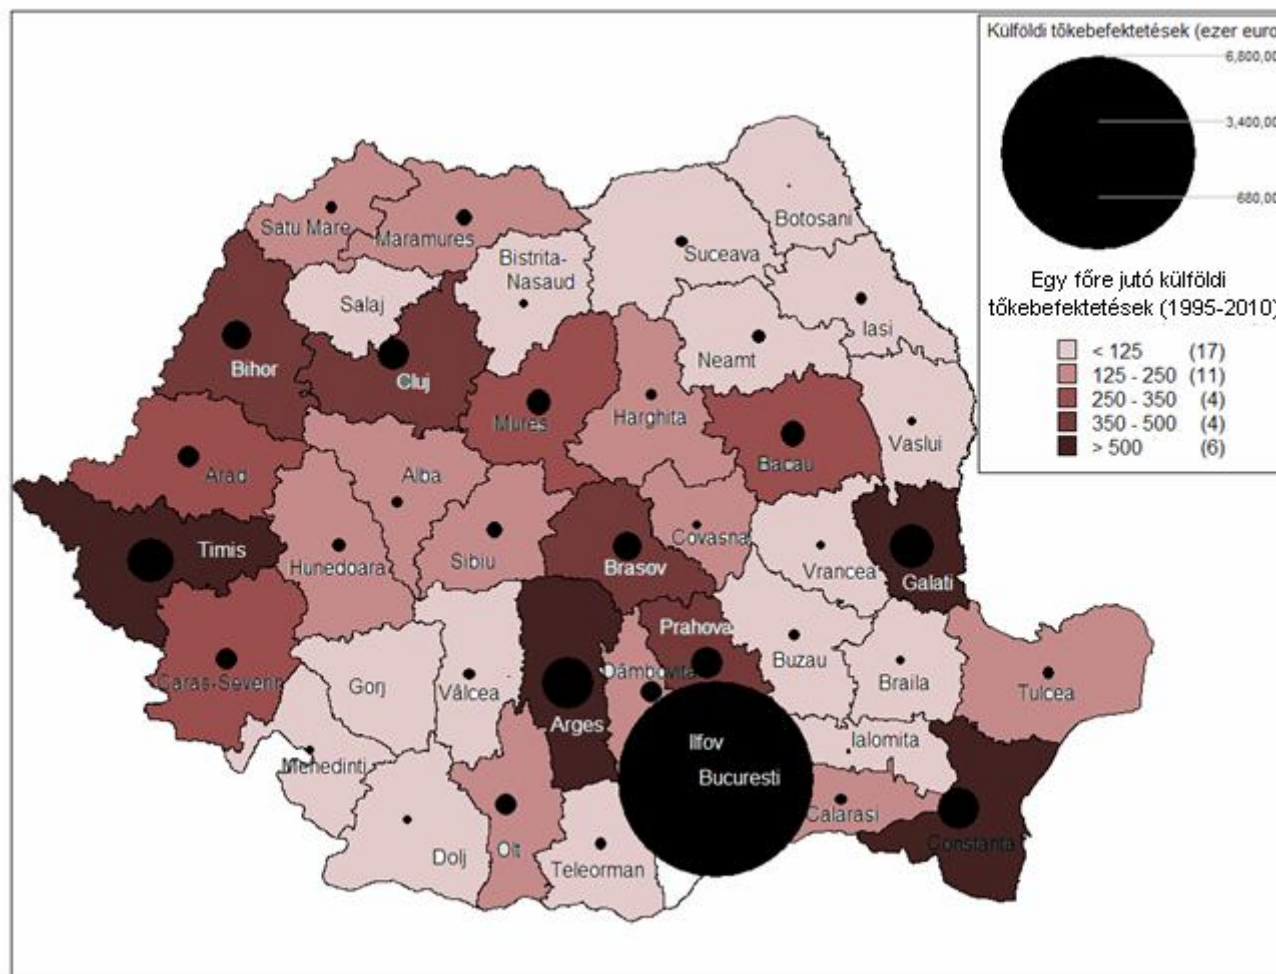 Külföldi tőkebefektetések (ezer euro
6,800,00
3,400,00
680,00
Egy főre jutó külföldi
tőkebefektetések (1995-2010)
< 125 (17)
125 - 250 (11)
250 - 350 (4)
350 - 500 (4)
> 500 (6)
Botosani
Satu Mare
Maramures
Suceava
Bistrita-
Nasaud
Salaj
Iasi
Neamt
Bihor
Cluj
Mures
Harghita
Vaslui
Bacau
Arad
Alba
Timis
Hunedoara
Sibiu
Covasna
Brasov
Vrancea
Galati
Prahova
Dâmbovita
Buzau
Caras-Severin
Gorj
Vâlcea
Braila
Tulcea
Arges
Ilfov
Bucuresti
Ialomita
Mehedinti
Calarasi
Constanta
Dolj
Olt
Teleorman